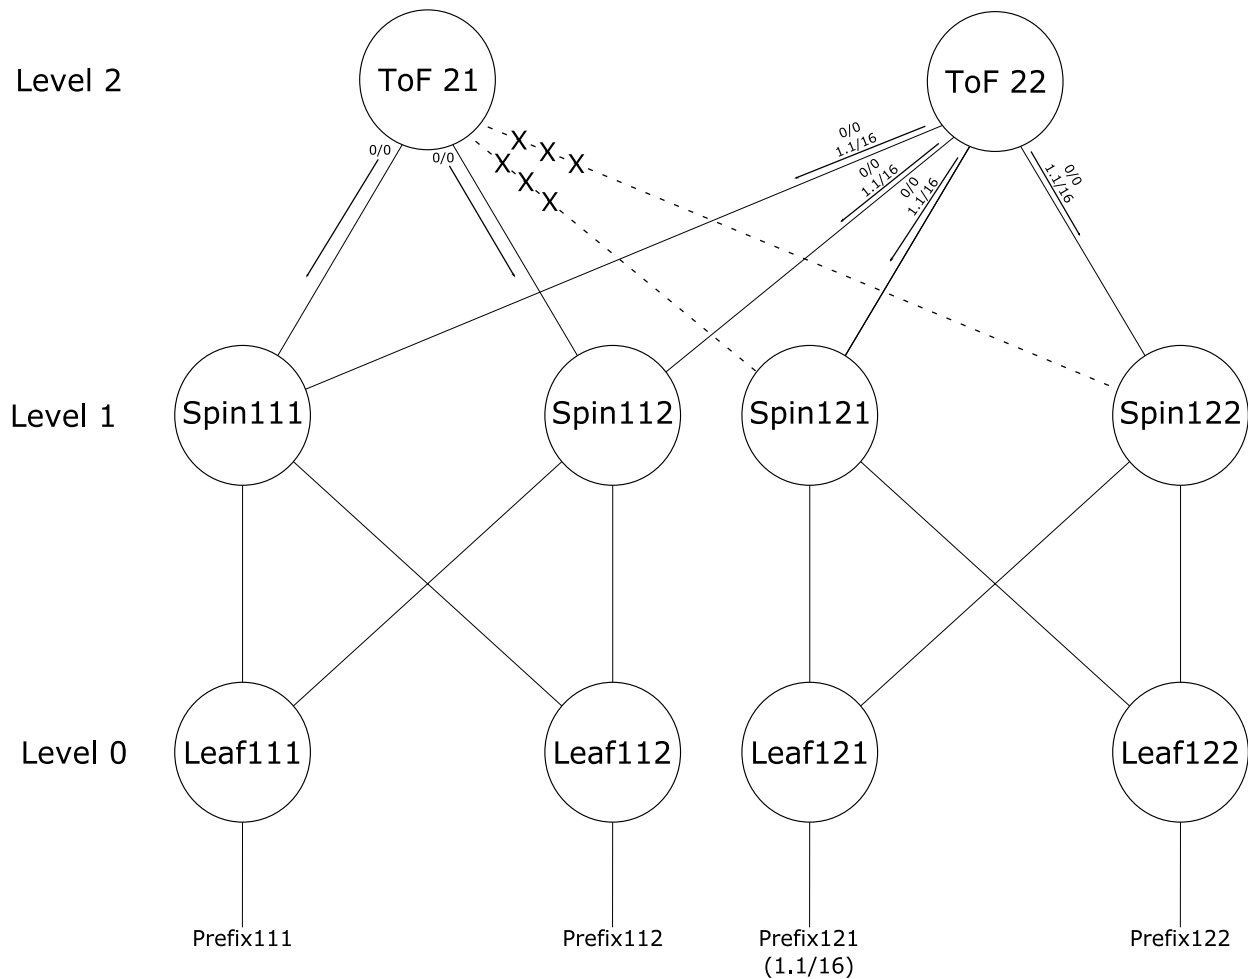 Level 2
ToF 21
ToF 22
0/0
0/0
X X X
X X X
0/0
1.1/16
0/0
1.1/16
0/0
1.1/16
0/0
1.1/16
Level 1
Spin111
Spin112
Spin121
Spin122
Level 0
Leaf111
Leaf112
Leaf121
Leaf122
Prefix111
Prefix112
Prefix121
(1.1/16)
Prefix122